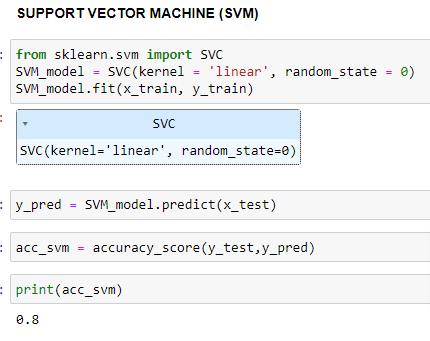 SUPPORT VECTOR MACHINE (SVM)
from sklearn.svm import SVC
SVM_model = SVC(kernel = 'linear', random_state = 0)
SVM_model.fit(x_train, y_train)
SVC
SVC(kernel='linear', random_state=0)
y_pred = SVM_model.predict(x_test)
acc_svm = accuracy_score(y_test,y_pred)
print(acc_svm)
0.8